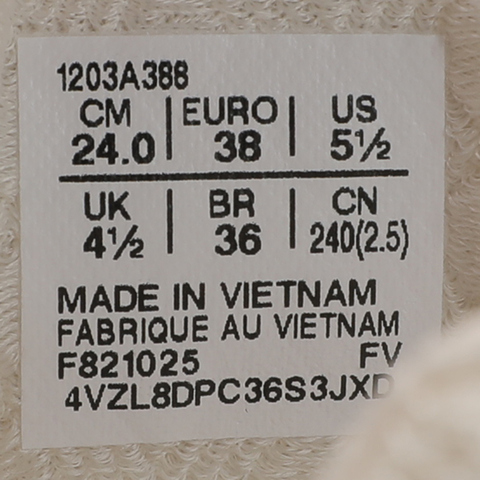 1203A388
CM | EURO | US
24.0 | 38 | 5½
UK | BR | CN
4½ | 36 | 240(2.5)
MADE IN VIETNAM
FABRIQUE AU VIETNAM
F821025 FV
4VZL8DPC36S3JXD